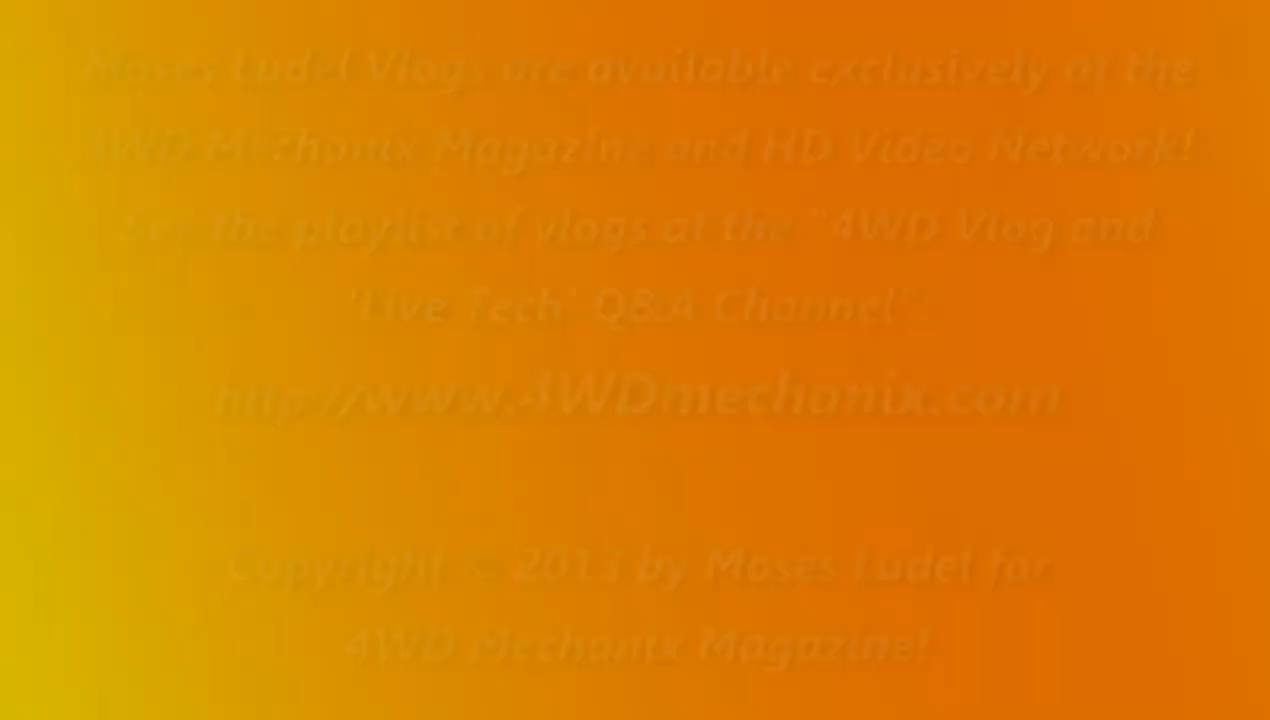 Moses Ludel Vlogs are available exclusively at the
4WD Mechanix Magazine and HD Video Network!
See the playlist of vlogs at the "4WD Vlog and
'Live Tech' Q&A Channel".
http://www.4WDmechanix.com
Copyright © 2013 by Moses Ludel for
4WD Mechanix Magazine!